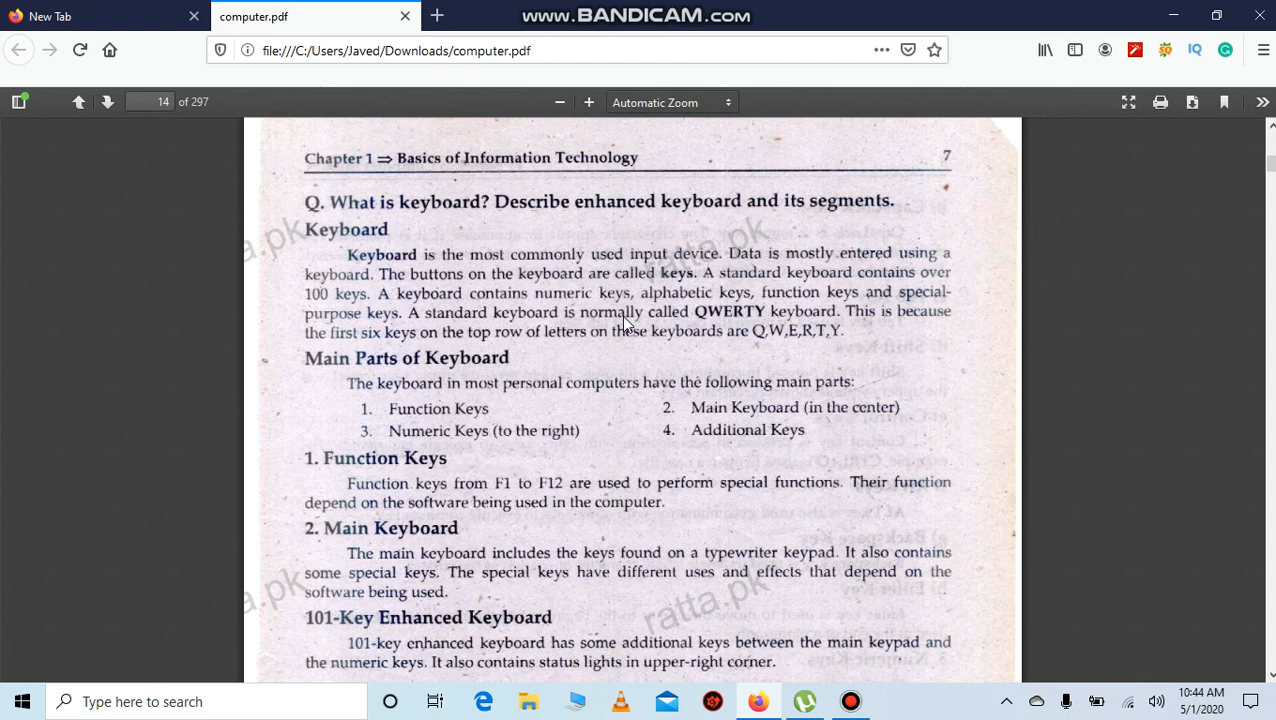 New Tab
computer.pdf
www.BANDICAM.com
file:///C:/Users/Javed/Downloads/computer.pdf
14 of 297
Automatic Zoom
Chapter 1 ⇒ Basics of Information Technology 7
Q. What is keyboard? Describe enhanced keyboard and its segments.
Keyboard
Keyboard is the most commonly used input device. Data is mostly entered using a
keyboard. The buttons on the keyboard are called keys. A standard keyboard contains over
100 keys. A keyboard contains numeric keys, alphabetic keys, function keys and special-
purpose keys. A standard keyboard is normally called QWERTY keyboard. This is because
the first six keys on the top row of letters on these keyboards are Q,W,E,R,T,Y.
Main Parts of Keyboard
The keyboard in most personal computers have the following main parts:
1. Function Keys 2. Main Keyboard (in the center)
3. Numeric Keys (to the right) 4. Additional Keys
1. Function Keys
Function keys from F1 to F12 are used to perform special functions. Their function
depend on the software being used in the computer.
2. Main Keyboard
The main keyboard includes the keys found on a typewriter keypad. It also contains
some special keys. The special keys have different uses and effects that depend on the
software being used.
101-Key Enhanced Keyboard
101-key enhanced keyboard has some additional keys between the main keypad and
the numeric keys. It also contains status lights in upper-right corner.
ta.pk
ratta.pk
ta.pk
ratta.pk
IQ
Type here to search
10:44 AM
5/1/2020